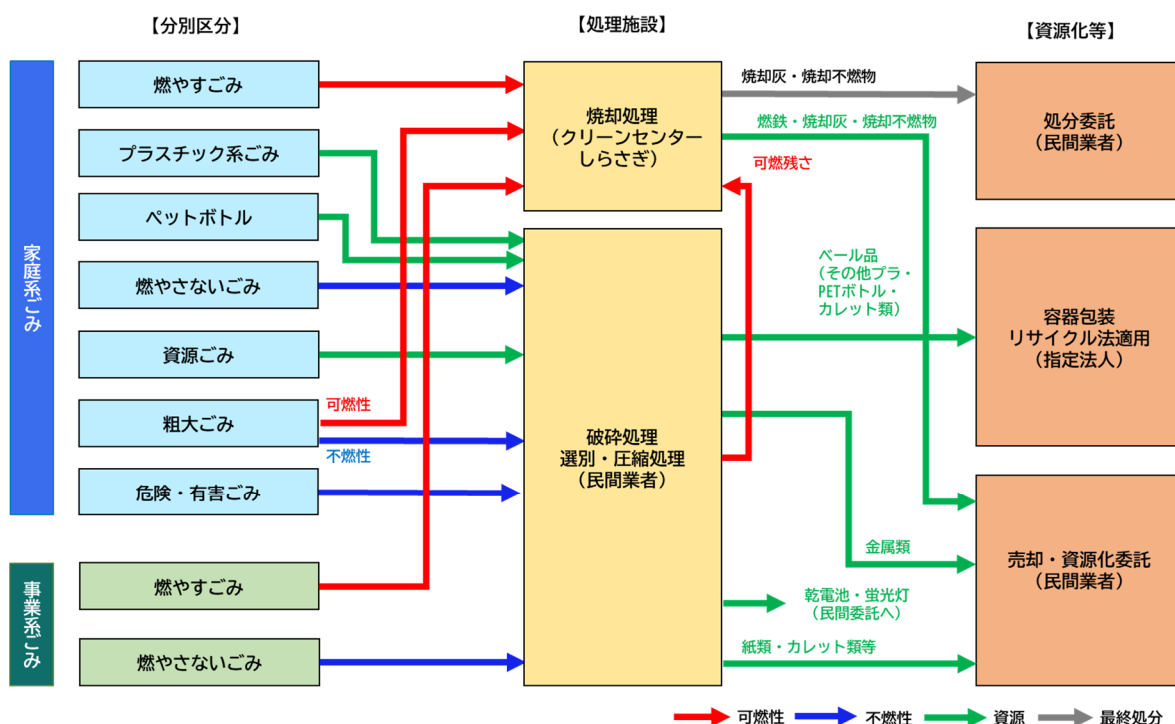 【分別区分】
【処理施設】
【資源化等】
家庭系ごみ
燃やすごみ
プラスチック系ごみ
ペットボトル
燃やさないごみ
資源ごみ
粗大ごみ
可燃性
不燃性
危険・有害ごみ
事業系ごみ
燃やすごみ
燃やさないごみ
焼却処理
（クリーンセンター
しらさぎ）
破砕処理
選別・圧縮処理
（民間業者）
焼却灰・焼却不燃物
燃鉄・焼却灰・焼却不燃物
可燃残さ
ベール品
（その他プラ・
PETボトル・
カレット類）
金属類
乾電池・蛍光灯
（民間委託へ）
紙類・カレット類等
処分委託
（民間業者）
容器包装
リサイクル法適用
（指定法人）
売却・資源化委託
（民間業者）
可燃性
不燃性
資源
最終処分